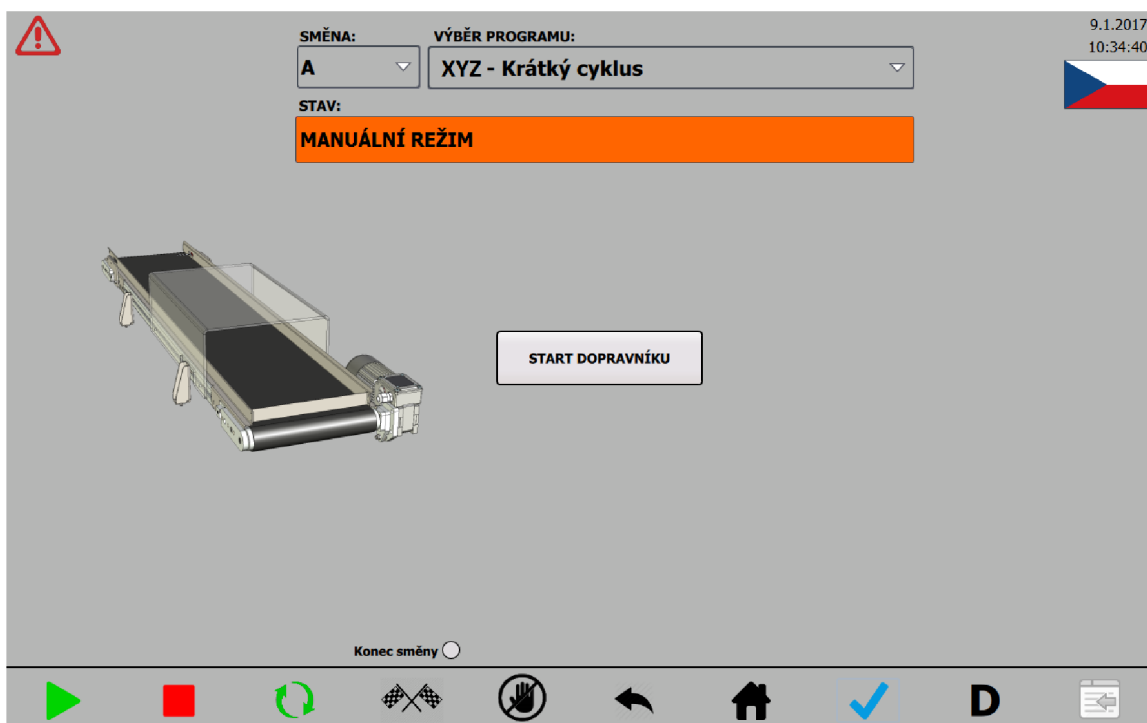 SMĚNA: VÝBĚR PROGRAMU: 9.1.2017
A XYZ - Krátký cyklus 10:34:40
STAV:
MANUÁLNÍ REŽIM
START DOPRAVNÍKU
Konec směny
D